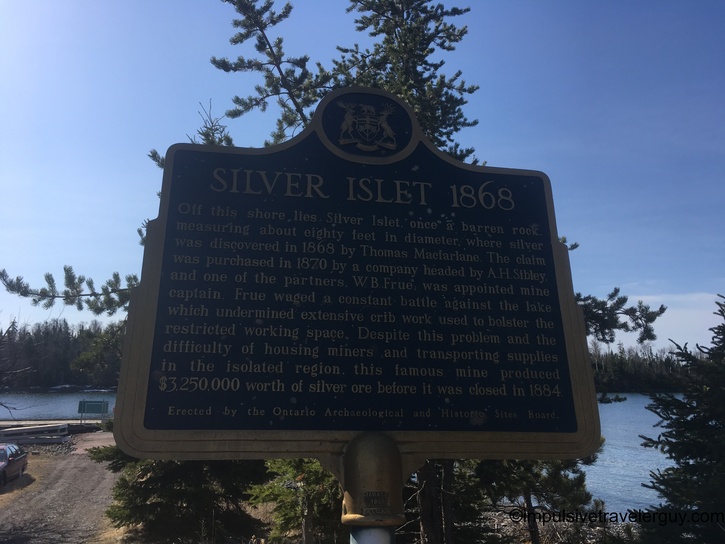 SILVER ISLET 1868
Off this shore lies Silver Islet, once a barren rock
measuring about eighty feet in diameter, where silver
was discovered in 1868 by Thomas Macfarlane. The claim
was purchased in 1870 by a company headed by A.H. Sibley,
and one of the partners, W.B. Frue, was appointed mine
captain. Frue waged a constant battle against the lake
which undermined extensive crib work used to bolster the
restricted working space. Despite this problem and the
difficulty of housing miners and transporting supplies
in the isolated region, this famous mine produced
$3,250,000 worth of silver ore before it was closed in 1884.
Erected by the Ontario Archaeological and Historic Sites Board.
©impulsivetravelerguy.com